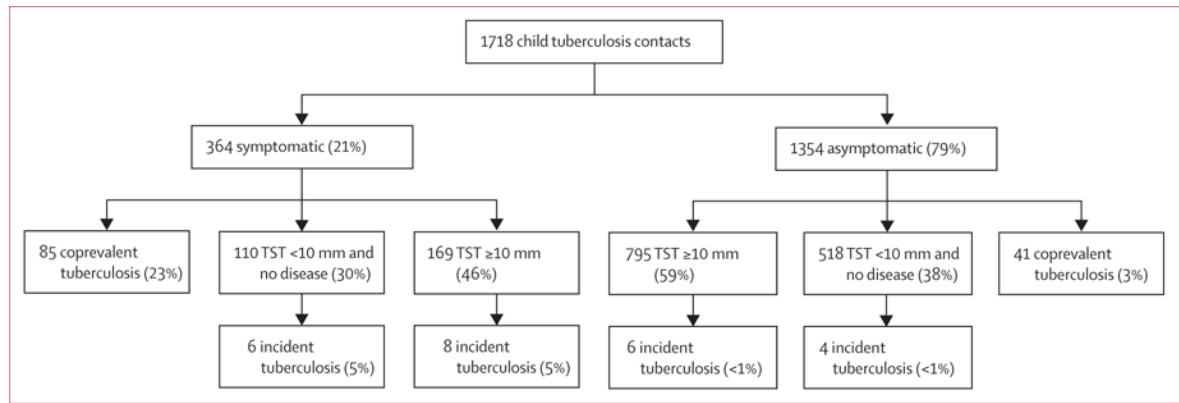 1718 child tuberculosis contacts
364 symptomatic (21%)
1354 asymptomatic (79%)
85 coprevalent
tuberculosis (23%)
110 TST <10 mm and
no disease (30%)
169 TST ≥10 mm
(46%)
795 TST ≥10 mm
(59%)
518 TST <10 mm and
no disease (38%)
41 coprevalent
tuberculosis (3%)
6 incident
tuberculosis (5%)
8 incident
tuberculosis (5%)
6 incident
tuberculosis (<1%)
4 incident
tuberculosis (<1%)